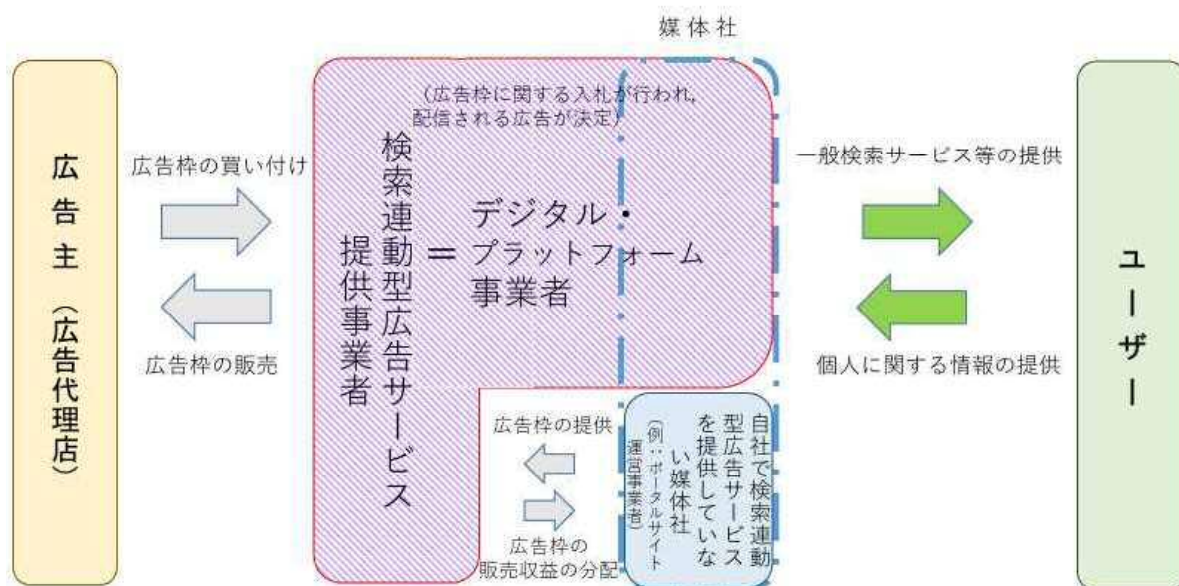 媒体社
広告主（広告代理店）
広告枠の買い付け
広告枠の販売
（広告枠に関する入札が行われ，
配信される広告が決定）
検索連動型広告サービス
提供事業者
＝
デジタル・
プラットフォーム
事業者
広告枠の提供
広告枠の
販売収益の分配
自社で検索連動
型広告サービス
を提供していな
い媒体社
（例：ポータルサイト
運営事業者）
一般検索サービス等の提供
個人に関する情報の提供
ユーザー